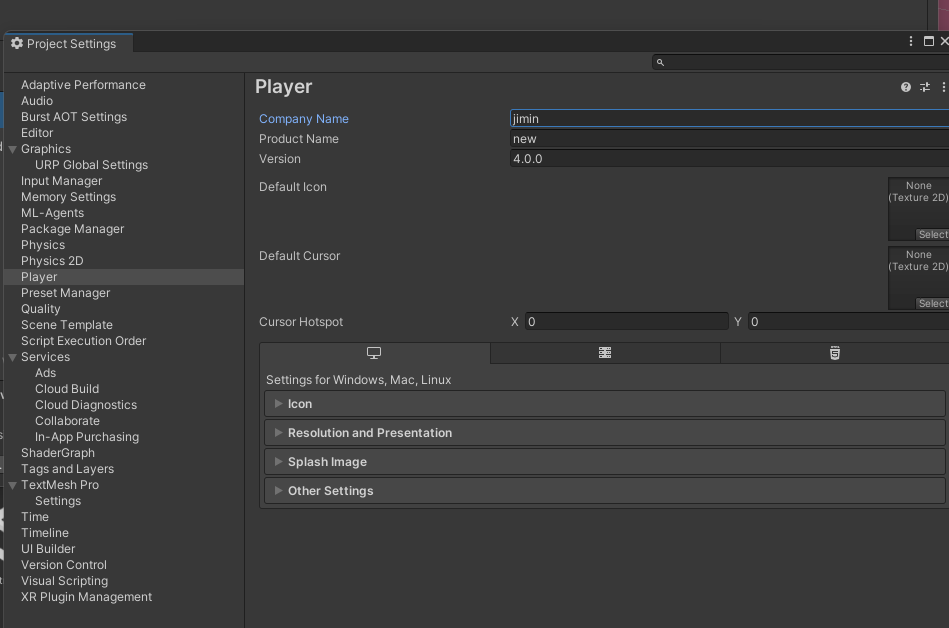 Project Settings
Adaptive Performance
Audio
Burst AOT Settings
Editor
Graphics
URP Global Settings
Input Manager
Memory Settings
ML-Agents
Package Manager
Physics
Physics 2D
Player
Preset Manager
Quality
Scene Template
Script Execution Order
Services
Ads
Cloud Build
Cloud Diagnostics
Collaborate
In-App Purchasing
ShaderGraph
Tags and Layers
TextMesh Pro
Settings
Time
Timeline
UI Builder
Version Control
Visual Scripting
XR Plugin Management
Player
Company Name jimin
Product Name new
Version 4.0.0
Default Icon
None
(Texture 2D)
Select
Default Cursor
None
(Texture 2D)
Select
Cursor Hotspot X 0 Y 0
Settings for Windows, Mac, Linux
Icon
Resolution and Presentation
Splash Image
Other Settings